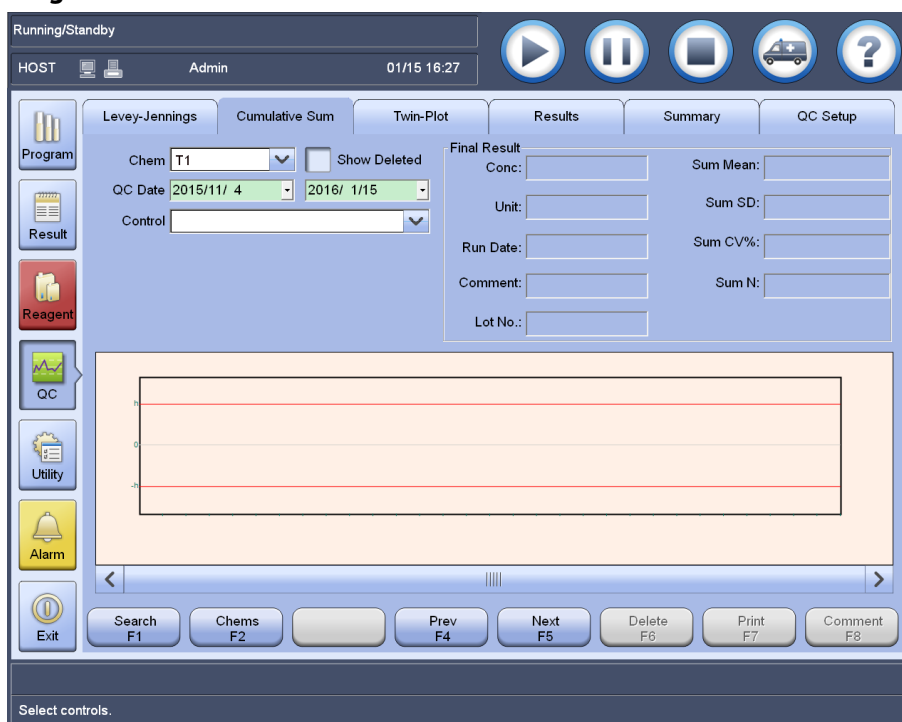 Running/Standby
HOST Admin 01/15 16:27
Program
Result
Reagent
QC
Utility
Alarm
Exit
Levey-Jennings Cumulative Sum Twin-Plot Results Summary QC Setup
Chem T1 Show Deleted
QC Date 2015/11/ 4 2016/ 1/15
Control
Final Result
Conc: Sum Mean:
Unit: Sum SD:
Run Date: Sum CV%:
Comment: Sum N:
Lot No.:
h
0
-h
Search Chems Prev Next Delete Print Comment
F1 F2 F4 F5 F6 F7 F8
Select controls.